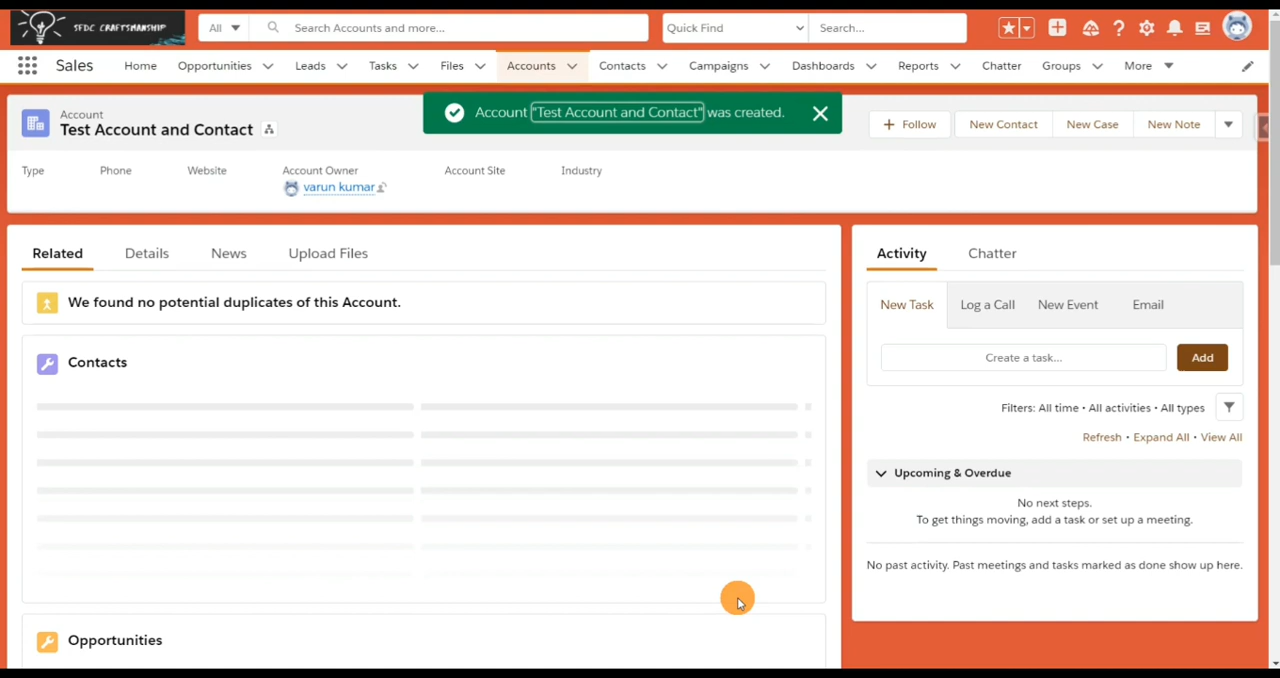 SFDC CRAFTSMANSHIP
All
Search Accounts and more...
Quick Find
Search...
Sales
Home
Opportunities
Leads
Tasks
Files
Accounts
Contacts
Campaigns
Dashboards
Reports
Chatter
Groups
More
Account
Test Account and Contact
Account "Test Account and Contact" was created.
Follow
New Contact
New Case
New Note
Type
Phone
Website
Account Owner
varun kumar
Account Site
Industry
Related
Details
News
Upload Files
We found no potential duplicates of this Account.
Contacts
Opportunities
Activity
Chatter
New Task
Log a Call
New Event
Email
Create a task...
Add
Filters: All time • All activities • All types
Refresh • Expand All • View All
Upcoming & Overdue
No next steps.
To get things moving, add a task or set up a meeting.
No past activity. Past meetings and tasks marked as done show up here.